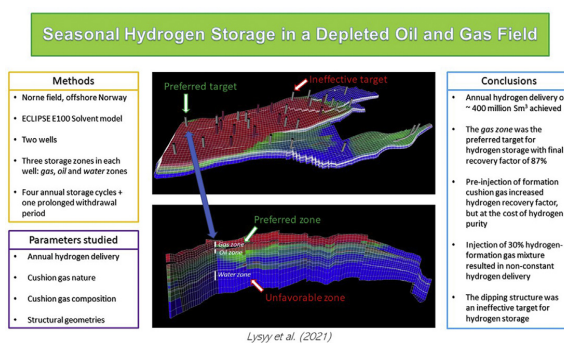 Seasonal Hydrogen Storage in a Depleted Oil and Gas Field
Methods
• Norne field, offshore Norway
• ECLIPSE E100 Solvent model
• Two wells
• Three storage zones in each
well: gas, oil and water zones
• Four annual storage cycles +
one prolonged withdrawal
period
Parameters studied
• Annual hydrogen delivery
• Cushion gas nature
• Cushion gas composition
• Structural geometries
Preferred target
Ineffective target
Preferred zone
Gas zone
Oil zone
Water zone
Unfavorable zone
Lysyy et al. (2021)
Conclusions
• Annual hydrogen delivery of
~ 400 million Sm³ achieved
• The gas zone was the
preferred target for
hydrogen storage with final
recovery factor of 87%
• Pre-injection of formation
cushion gas increased
hydrogen recovery factor,
but at the cost of hydrogen
purity
• Injection of 30% hydrogen-
formation gas mixture
resulted in non-constant
hydrogen delivery
• The dipping structure was
an ineffective target for
hydrogen storage